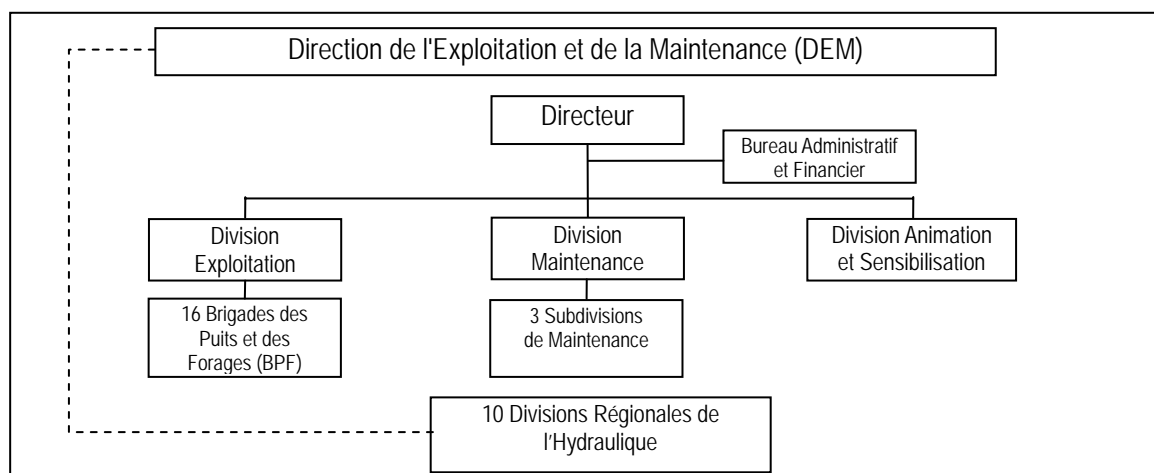 Direction de l'Exploitation et de la Maintenance (DEM)
Directeur
Bureau Administratif
et Financier
Division
Exploitation
Division
Maintenance
Division Animation
et Sensibilisation
16 Brigades des
Puits et des
Forages (BPF)
3 Subdivisions
de Maintenance
10 Divisions Régionales de
l'Hydraulique